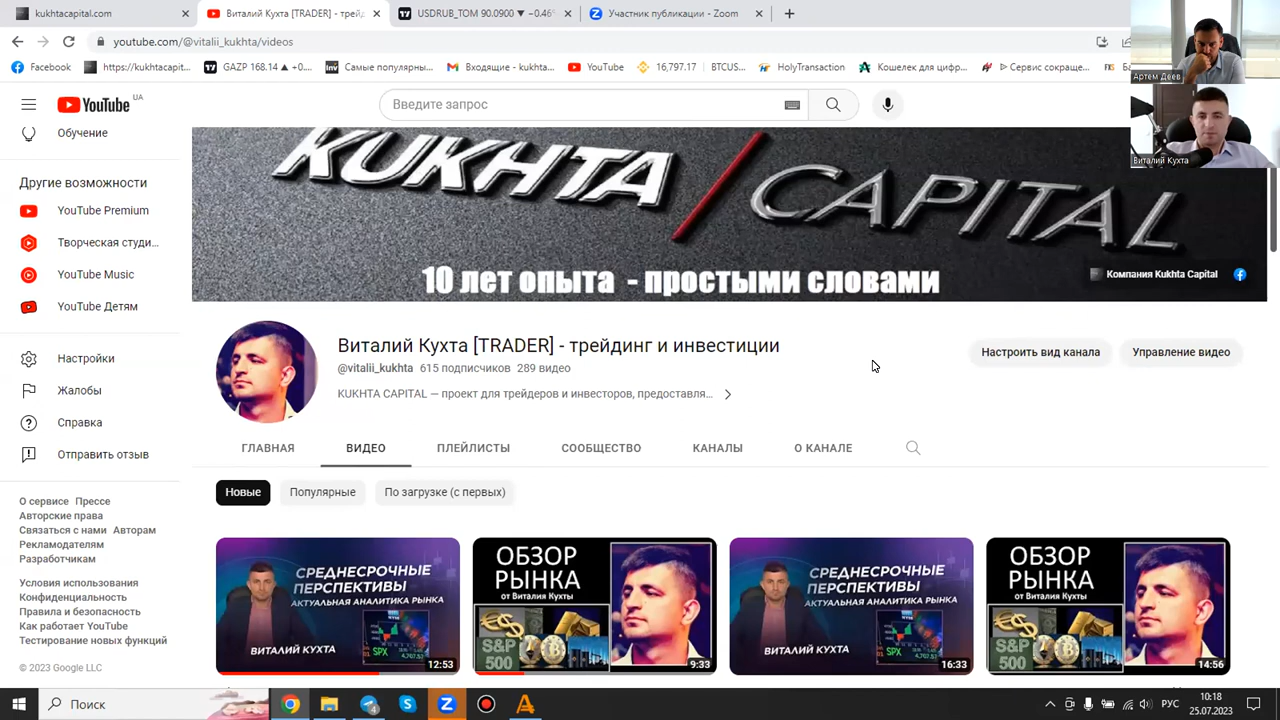 kukhtacapital.com
Виталий Кухта [TRADER] - трейд
USDRUB_TOM 90.0900 ▼ −0.46%
Участник публикации - Zoom
youtube.com/@vitalii_kukhta/videos
Facebook
https://kukhtacapit...
GAZP 168.14 ▲ +0....
Самые популярны...
Входящие - kukhta...
YouTube
16,797.17
BTCUS...
HolyTransaction
Кошелек для цифр...
Сервис сокраще...
Артем Деев
Виталий Кухта
YouTube UA
Введите запрос
Обучение
Другие возможности
YouTube Premium
Творческая студи...
YouTube Music
YouTube Детям
Настройки
Жалобы
Справка
Отправить отзыв
О сервисе Прессе
Авторские права
Связаться с нами Авторам
Рекламодателям
Разработчикам
Условия использования
Конфиденциальность
Правила и безопасность
Как работает YouTube
Тестирование новых функций
© 2023 Google LLC
KUKHTA / CAPITAL
10 лет опыта - простыми словами
Компания Kukhta Capital
Виталий Кухта [TRADER] - трейдинг и инвестиции
@vitalii_kukhta 615 подписчиков 289 видео
KUKHTA CAPITAL — проект для трейдеров и инвесторов, предоставля...
Настроить вид канала
Управление видео
ГЛАВНАЯ
ВИДЕО
ПЛЕЙЛИСТЫ
СООБЩЕСТВО
КАНАЛЫ
О КАНАЛЕ
Новые
Популярные
По загрузке (с первых)
СРЕДНЕСРОЧНЫЕ
ПЕРСПЕКТИВЫ
АКТУАЛЬНАЯ АНАЛИТИКА РЫНКА
ВИТАЛИЙ КУХТА
SPX
12:53
ОБЗОР
РЫНКА
от Виталия Кухты
S&P
500
9:33
СРЕДНЕСРОЧНЫЕ
ПЕРСПЕКТИВЫ
АКТУАЛЬНАЯ АНАЛИТИКА РЫНКА
ВИТАЛИЙ КУХТА
SPX
16:33
ОБЗОР
РЫНКА
от Виталия Кухты
S&P
500
14:56
Поиск
РУС
10:18
25.07.2023